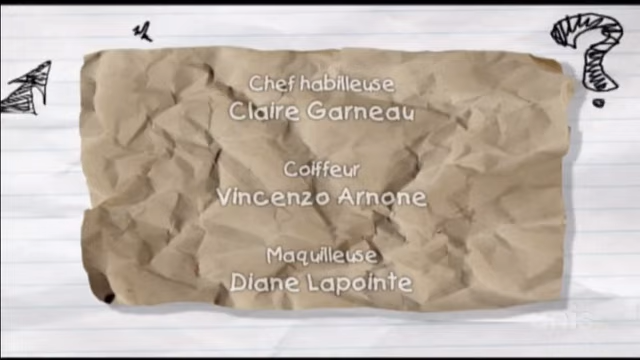 Chef habilleuse
Claire Garneau
Coiffeur
Vincenzo Arnone
Maquilleuse
Diane Lapointe